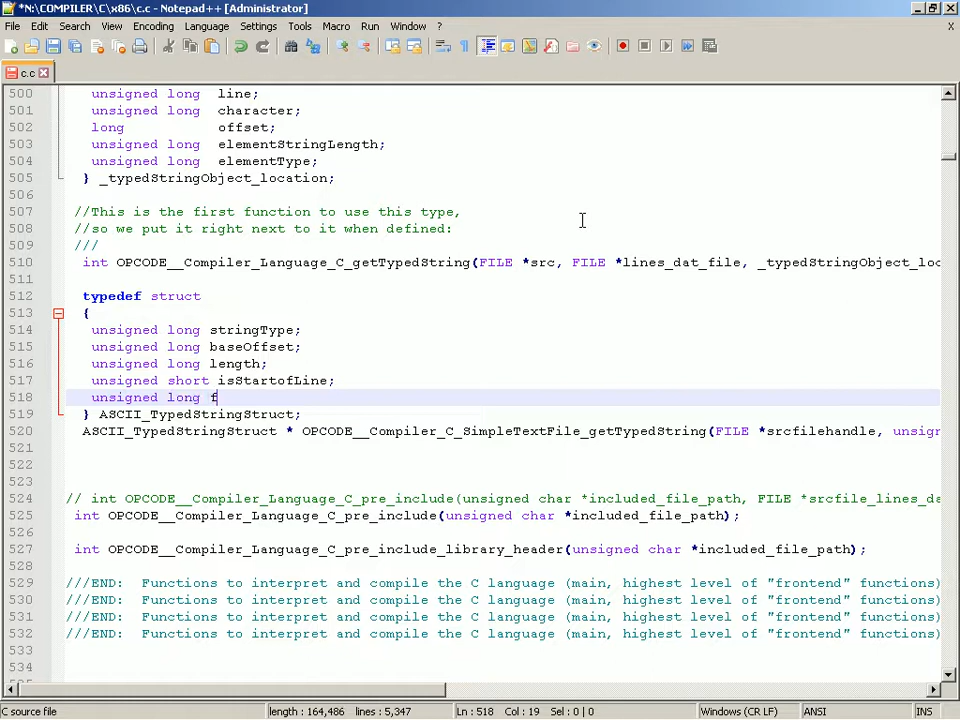 *N:\COMPILER\C\x86\c.c - Notepad++ [Administrator]
File Edit Search View Encoding Language Settings Tools Macro Run Window ? X
c.c
500 unsigned long line;
501 unsigned long character;
502 long offset;
503 unsigned long elementStringLength;
504 unsigned long elementType;
505 } _typedStringObject_location;
506
507 //This is the first function to use this type,
508 //so we put it right next to it when defined:
509 ///
510 int OPCODE__Compiler_Language_C_getTypedString(FILE *src, FILE *lines_dat_file, _typedStringObject_loc
511
512 typedef struct
513 {
514 unsigned long stringType;
515 unsigned long baseOffset;
516 unsigned long length;
517 unsigned short isStartofLine;
518 unsigned long f
519 } ASCII_TypedStringStruct;
520 ASCII_TypedStringStruct * OPCODE__Compiler_C_SimpleTextFile_getTypedString(FILE *srcfilehandle, unsign
521
522
523
524 // int OPCODE__Compiler_Language_C_pre_include(unsigned char *included_file_path, FILE *srcfile_lines_da
525 int OPCODE__Compiler_Language_C_pre_include(unsigned char *included_file_path);
526
527 int OPCODE__Compiler_Language_C_pre_include_library_header(unsigned char *included_file_path);
528
529 ///END: Functions to interpret and compile the C language (main, highest level of "frontend" functions)
530 ///END: Functions to interpret and compile the C language (main, highest level of "frontend" functions)
531 ///END: Functions to interpret and compile the C language (main, highest level of "frontend" functions)
532 ///END: Functions to interpret and compile the C language (main, highest level of "frontend" functions)
533
534
C source file length : 164,486 lines : 5,347 Ln : 518 Col : 19 Sel : 0 | 0 Windows (CR LF) ANSI INS